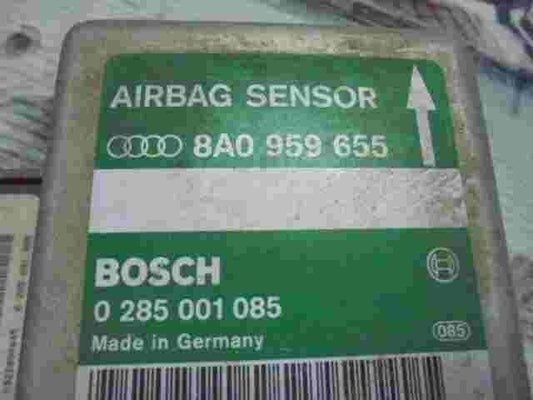 AIRBAG SENSOR
8A0 959 655
BOSCH
0 285 001 085
Made in Germany
085